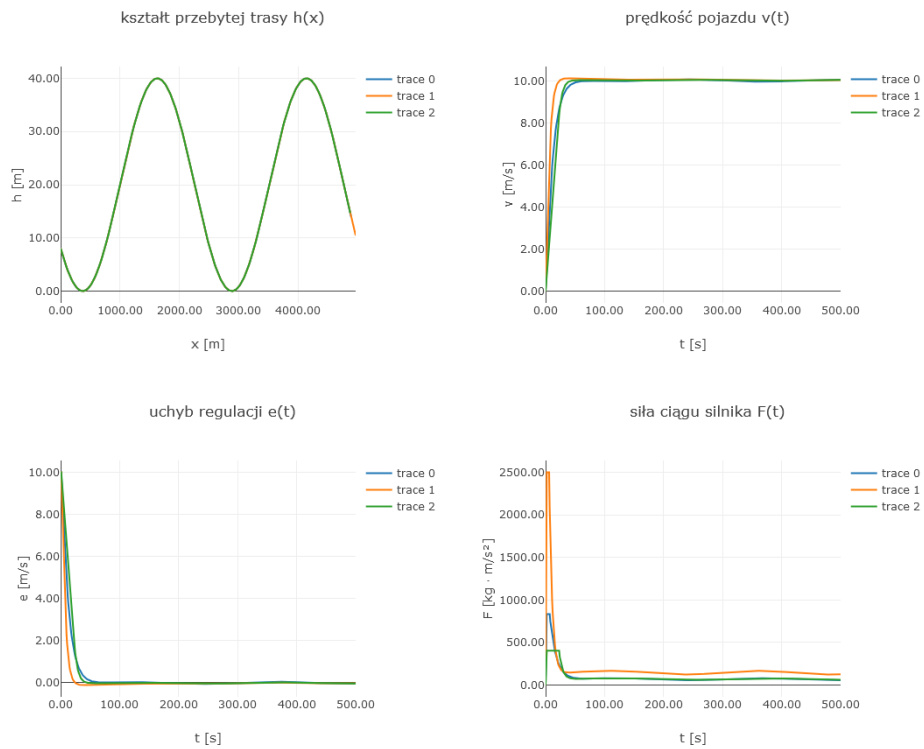 kształt przebytej trasy h(x)
40.00
30.00
20.00
10.00
0.00
h [m]
0.00 1000.00 2000.00 3000.00 4000.00
x [m]
trace 0
trace 1
trace 2
prędkość pojazdu v(t)
10.00
8.00
6.00
4.00
2.00
0.00
v [m/s]
0.00 100.00 200.00 300.00 400.00 500.00
t [s]
trace 0
trace 1
trace 2
uchyb regulacji e(t)
10.00
8.00
6.00
4.00
2.00
0.00
e [m/s]
0.00 100.00 200.00 300.00 400.00 500.00
t [s]
trace 0
trace 1
trace 2
siła ciągu silnika F(t)
2500.00
2000.00
1500.00
1000.00
500.00
0.00
F [kg · m/s²]
0.00 100.00 200.00 300.00 400.00 500.00
t [s]
trace 0
trace 1
trace 2